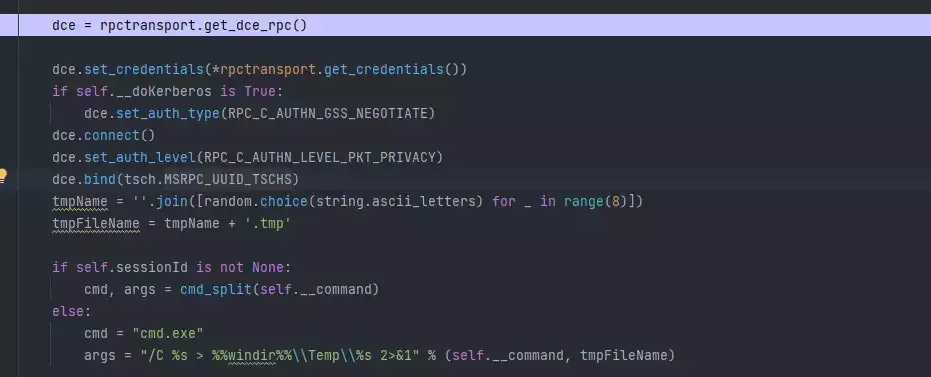 dce = rpctransport.get_dce_rpc()
dce.set_credentials(*rpctransport.get_credentials())
if self.__doKerberos is True:
dce.set_auth_type(RPC_C_AUTHN_GSS_NEGOTIATE)
dce.connect()
dce.set_auth_level(RPC_C_AUTHN_LEVEL_PKT_PRIVACY)
dce.bind(tsch.MSRPC_UUID_TSCHS)
tmpName = ''.join([random.choice(string.ascii_letters) for _ in range(8)])
tmpFileName = tmpName + '.tmp'
if self.sessionId is not None:
cmd, args = cmd_split(self.__command)
else:
cmd = "cmd.exe"
args = "/C %s > %%windir%%\\Temp\\%s 2>&1" % (self.__command, tmpFileName)